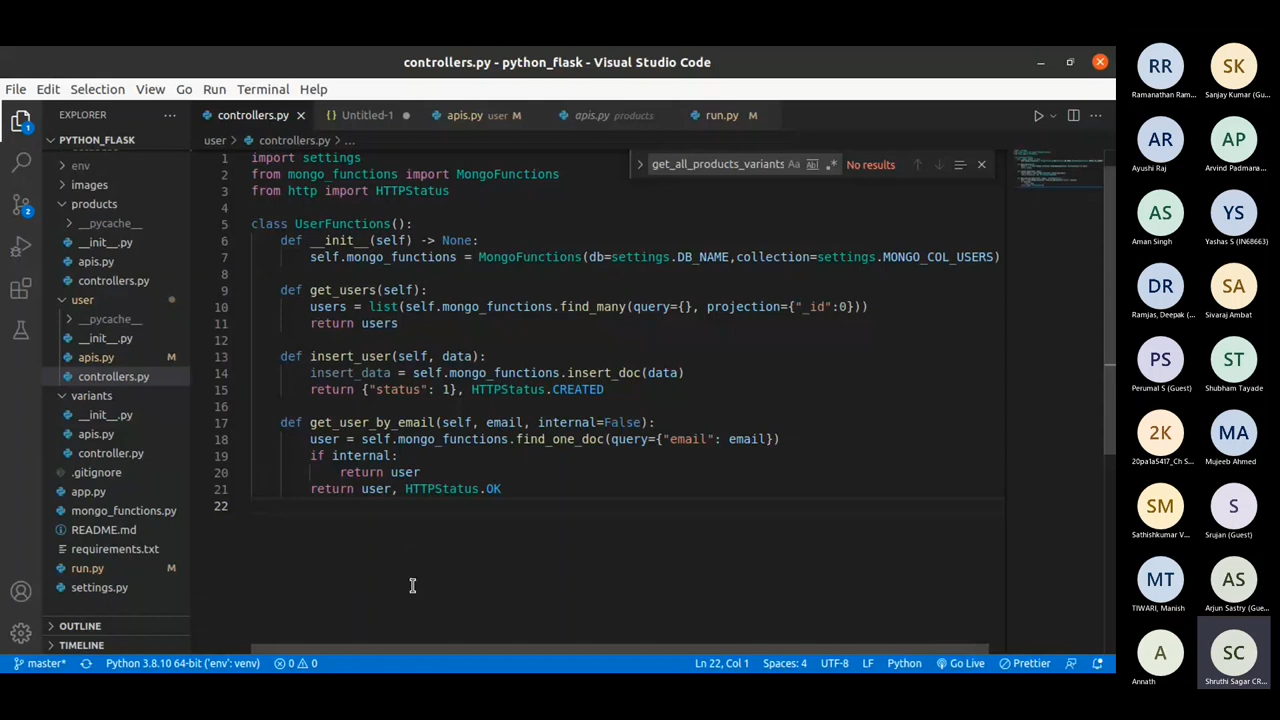 controllers.py - python_flask - Visual Studio Code
File Edit Selection View Go Run Terminal Help
EXPLORER
PYTHON_FLASK
env
images
products
__pycache__
__init__.py
apis.py
controllers.py
user
__pycache__
__init__.py
apis.py M
controllers.py
variants
__init__.py
apis.py
controller.py
.gitignore
app.py
mongo_functions.py
README.md
requirements.txt
run.py M
settings.py
OUTLINE
TIMELINE
1
2
controllers.py
Untitled-1
apis.py user M
apis.py products
run.py M
user > controllers.py > ...
get_all_products_variants Aa ab .* No results
1 import settings
2 from mongo_functions import MongoFunctions
3 from http import HTTPStatus
4
5 class UserFunctions():
6 def __init__(self) -> None:
7 self.mongo_functions = MongoFunctions(db=settings.DB_NAME,collection=settings.MONGO_COL_USERS)
8
9 def get_users(self):
10 users = list(self.mongo_functions.find_many(query={}, projection={"_id":0}))
11 return users
12
13 def insert_user(self, data):
14 insert_data = self.mongo_functions.insert_doc(data)
15 return {"status": 1}, HTTPStatus.CREATED
16
17 def get_user_by_email(self, email, internal=False):
18 user = self.mongo_functions.find_one_doc(query={"email": email})
19 if internal:
20 return user
21 return user, HTTPStatus.OK
22
master* Python 3.8.10 64-bit ('env': venv) 0 0 Ln 22, Col 1 Spaces: 4 UTF-8 LF Python Go Live Prettier
RR SK
Ramanathan Ram... Sanjay Kumar (Gu...
AR AP
Ayushi Raj Arvind Padmana...
AS YS
Aman Singh Yashas S (IN68663)
DR SA
Ramjas, Deepak (... Sivaraj Ambat
PS ST
Perumal S (Guest) Shubham Tayade
2K MA
20pa1a5417_Ch S... Mujeeb Ahmed
SM S
Sathishkumar V... Srujan (Guest)
MT AS
TIWARI, Manish Arjun Sastry (Gue...
A SC
Annath Shruthi Sagar CR...